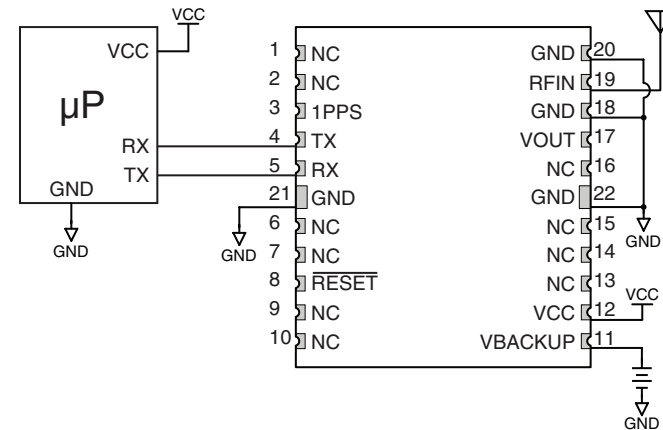 VCC
VCC
µP
RX
TX
GND
GND
1 NC
2 NC
3 1PPS
4 TX
5 RX
21 GND
GND
6 NC
7 NC
8 RESET
9 NC
10 NC
GND 20
RFIN 19
GND 18
VOUT 17
NC 16
GND 22
NC 15
GND
NC 14
NC 13
VCC
VCC 12
VBACKUP 11
GND